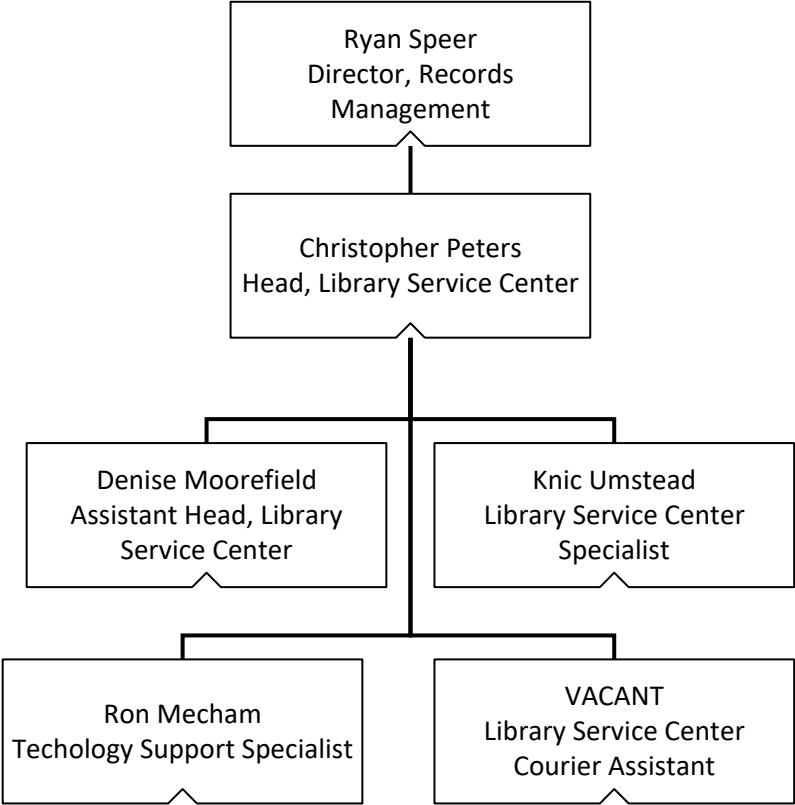 Ryan Speer
Director, Records
Management
Christopher Peters
Head, Library Service Center
Denise Moorefield
Assistant Head, Library
Service Center
Knic Umstead
Library Service Center
Specialist
Ron Mecham
Techology Support Specialist
VACANT
Library Service Center
Courier Assistant